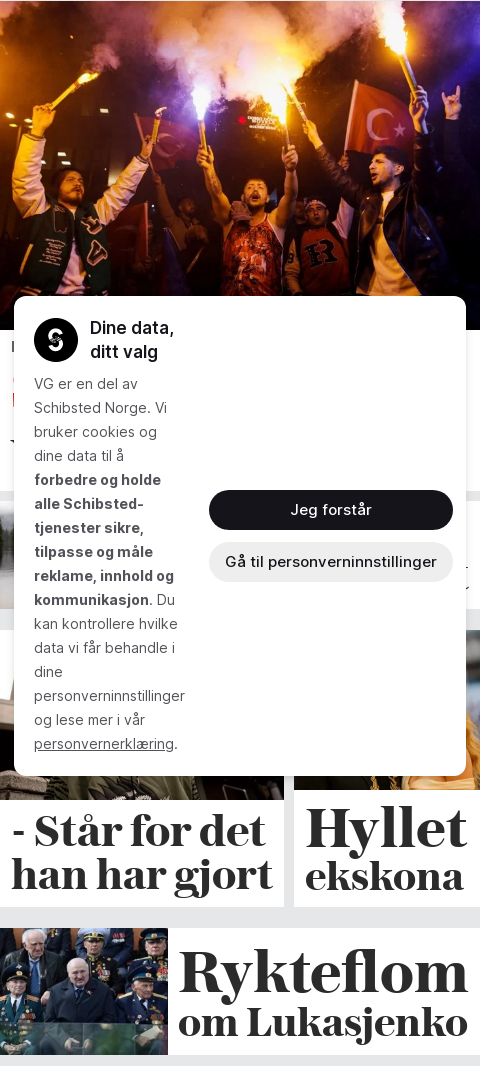 Dine data,
ditt valg
VG er en del av
Schibsted Norge. Vi
bruker cookies og
dine data til å
forbedre og holde
alle Schibsted-
tjenester sikre,
tilpasse og måle
reklame, innhold og
kommunikasjon. Du
kan kontrollere hvilke
data vi får behandle i
dine
personverninnstillinger
og lese mer i vår
personvernerklæring.
Jeg forstår
Gå til personverninnstillinger
- Står for det
han har gjort
Hyllet
ekskona
Rykteflom
om Lukasjenko